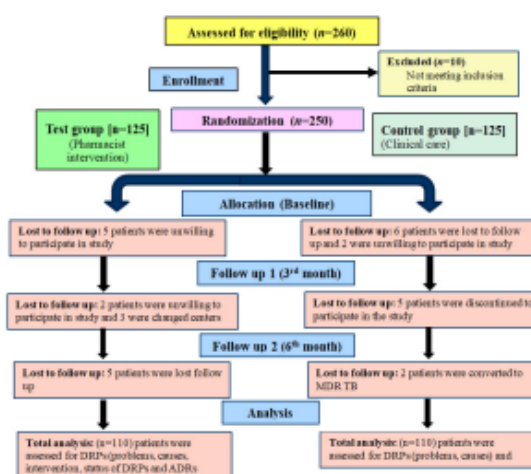 Assessed for eligibility (n=260)
Excluded (n=10)
Not meeting inclusion
criteria
Enrollment
Randomization (n=250)
Test group [n=125]
(Pharmacist
intervention)
Control group [n=125]
(Clinical care)
Allocation (Baseline)
Lost to follow up: 5 patients were unwilling
to participate in study
Lost to follow up: 6 patients were lost to follow
up and 2 were unwilling to participate in study
Follow up 1 (3rd month)
Lost to follow up: 2 patients were unwilling to
participate in study and 3 were changed centers
Lost to follow up: 5 patients were discontinued to
participate in the study
Follow up 2 (6th month)
Lost to follow up: 5 patients were lost follow
up
Lost to follow up: 2 patients were converted to
MDR TB
Analysis
Total analysis: (n=110) patients were
assessed for DRPs(problems, causes,
intervention, status of DRPs and ADRs
Total analysis: (n=110) patients were
assessed for DRPs (problems, causes) and